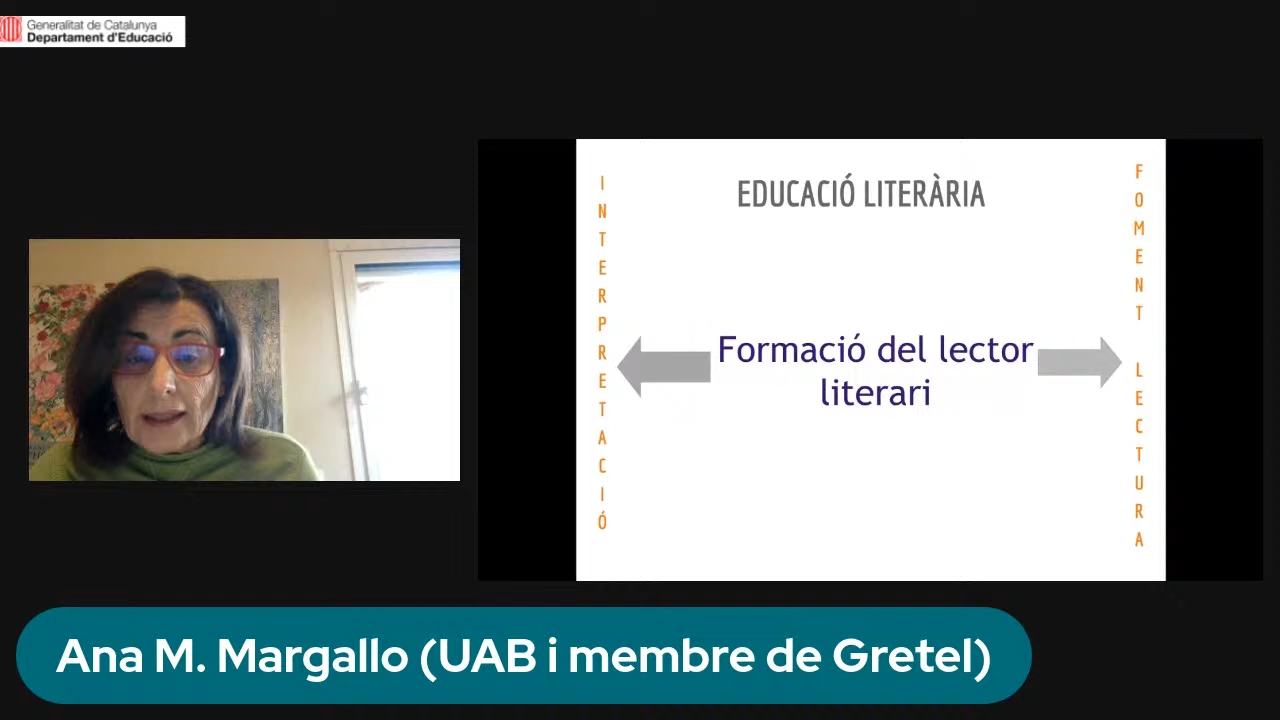 Generalitat de Catalunya
Departament d'Educació
EDUCACIÓ LITERÀRIA
INTERPRETACIÓ
Formació del lector
literari
FOMENT LECTURA
Ana M. Margallo (UAB i membre de Gretel)